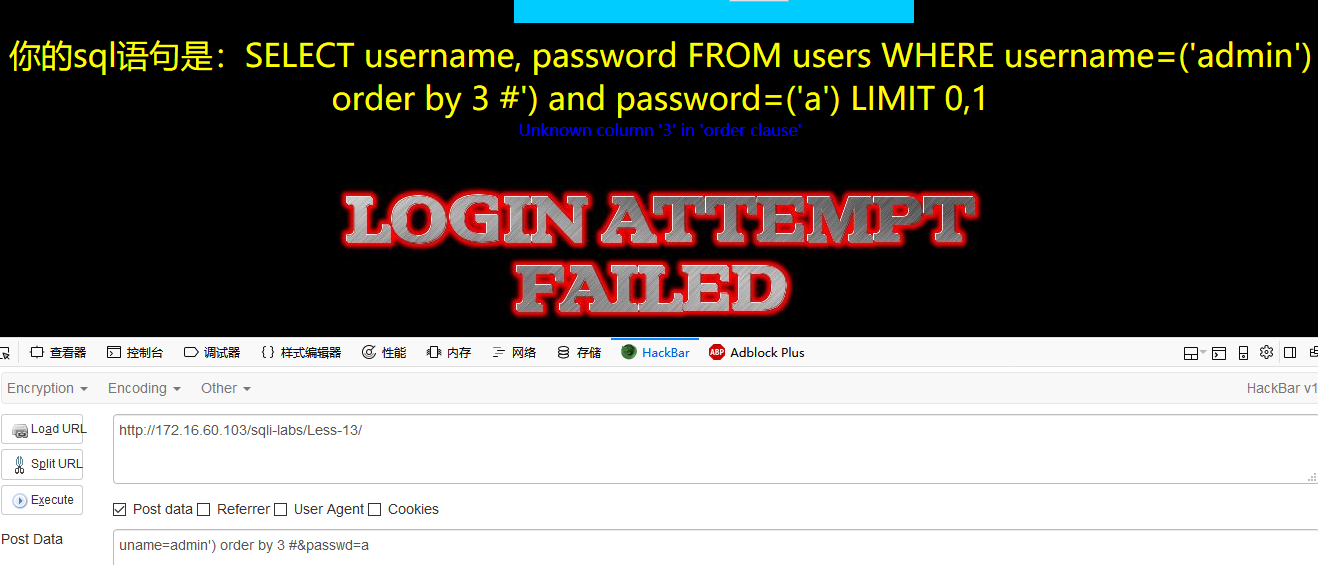 你的sql语句是：SELECT username, password FROM users WHERE username=('admin')
order by 3 #') and password=('a') LIMIT 0,1
Unknown column '3' in 'order clause'
LOGIN ATTEMPT
FAILED
查看器 控制台 调试器 {} 样式编辑器 性能 内存 网络 存储 HackBar ABP Adblock Plus
Encryption Encoding Other HackBar v1
Load URL http://172.16.60.103/sqli-labs/Less-13/
Split URL
Execute
Post data Referrer User Agent Cookies
Post Data uname=admin') order by 3 #&passwd=a